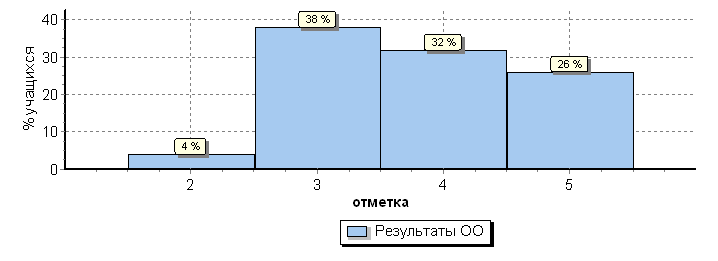 % учащихся
40
30
20
10
0
4 %
38 %
32 %
26 %
2 3 4 5
отметка
Результаты ОО